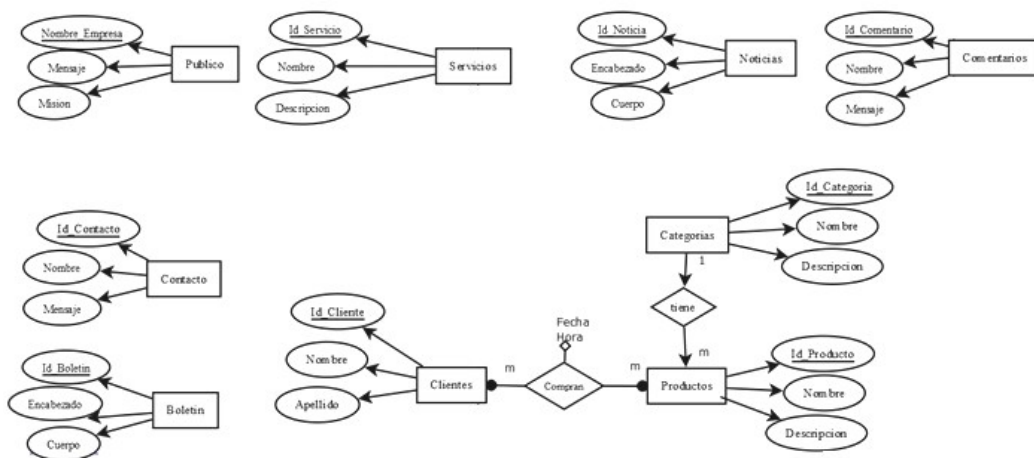 Nombre_Empresa
Mensaje
Mision
Publico
Id_Servicio
Nombre
Descripcion
Servicios
Id_Noticia
Encabezado
Cuerpo
Noticias
Id_Comentario
Nombre
Mensaje
Comentarios
Id_Contacto
Nombre
Mensaje
Contacto
Id_Categoria
Nombre
Descripcion
Categorias
1
tiene
m
Id_Boletin
Encabezado
Cuerpo
Boletin
Id_Cliente
Nombre
Apellido
Clientes
m
Fecha
Hora
Compran
m
Productos
Id_Producto
Nombre
Descripcion